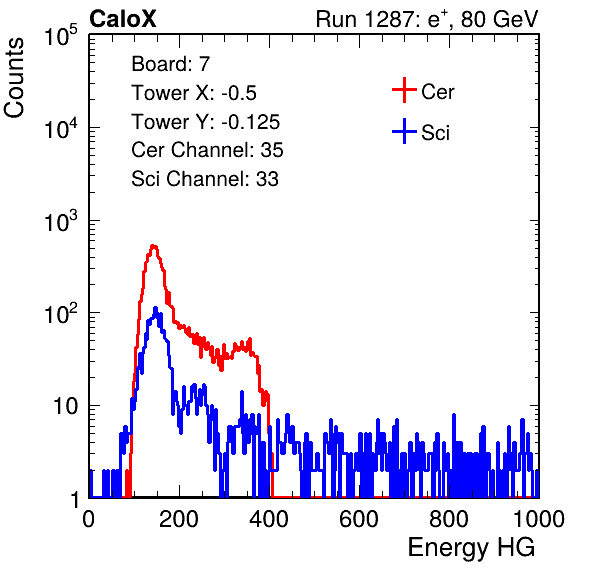 CaloX
Run 1287: e+, 80 GeV
Counts
Board: 7
Tower X: -0.5
Tower Y: -0.125
Cer Channel: 35
Sci Channel: 33
Cer
Sci
10^5
10^4
10^3
10^2
10
1
0 200 400 600 800 1000
Energy HG